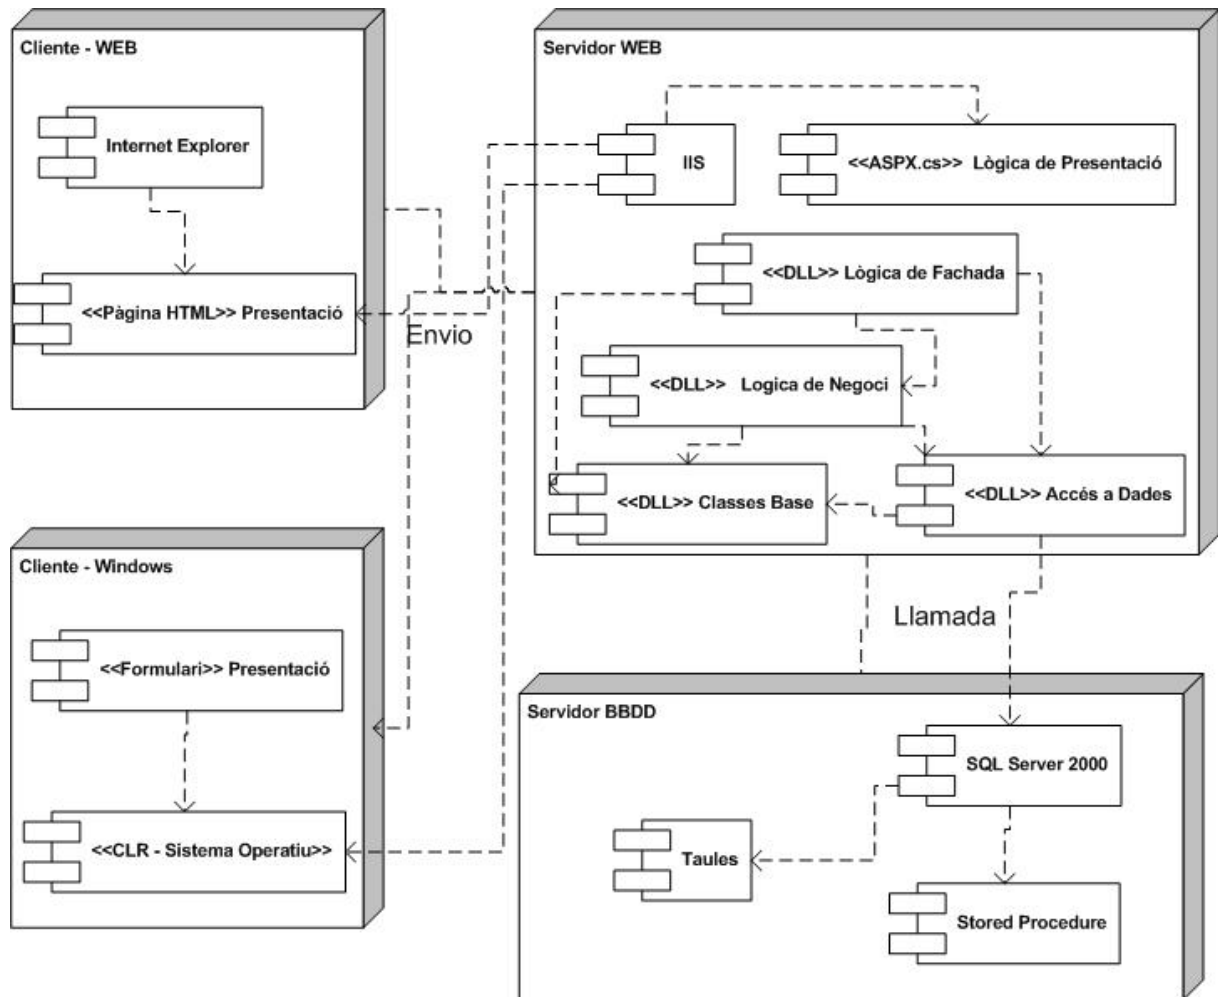 Cliente - WEB
Internet Explorer
<<Pàgina HTML>> Presentació
Envio
Servidor WEB
IIS
<<ASPX.cs>> Lògica de Presentació
<<DLL>> Lògica de Fachada
<<DLL>> Logica de Negoci
<<DLL>> Classes Base
<<DLL>> Accés a Dades
Llamada
Cliente - Windows
<<Formulari>> Presentació
<<CLR - Sistema Operatiu>>
Servidor BBDD
SQL Server 2000
Taules
Stored Procedure